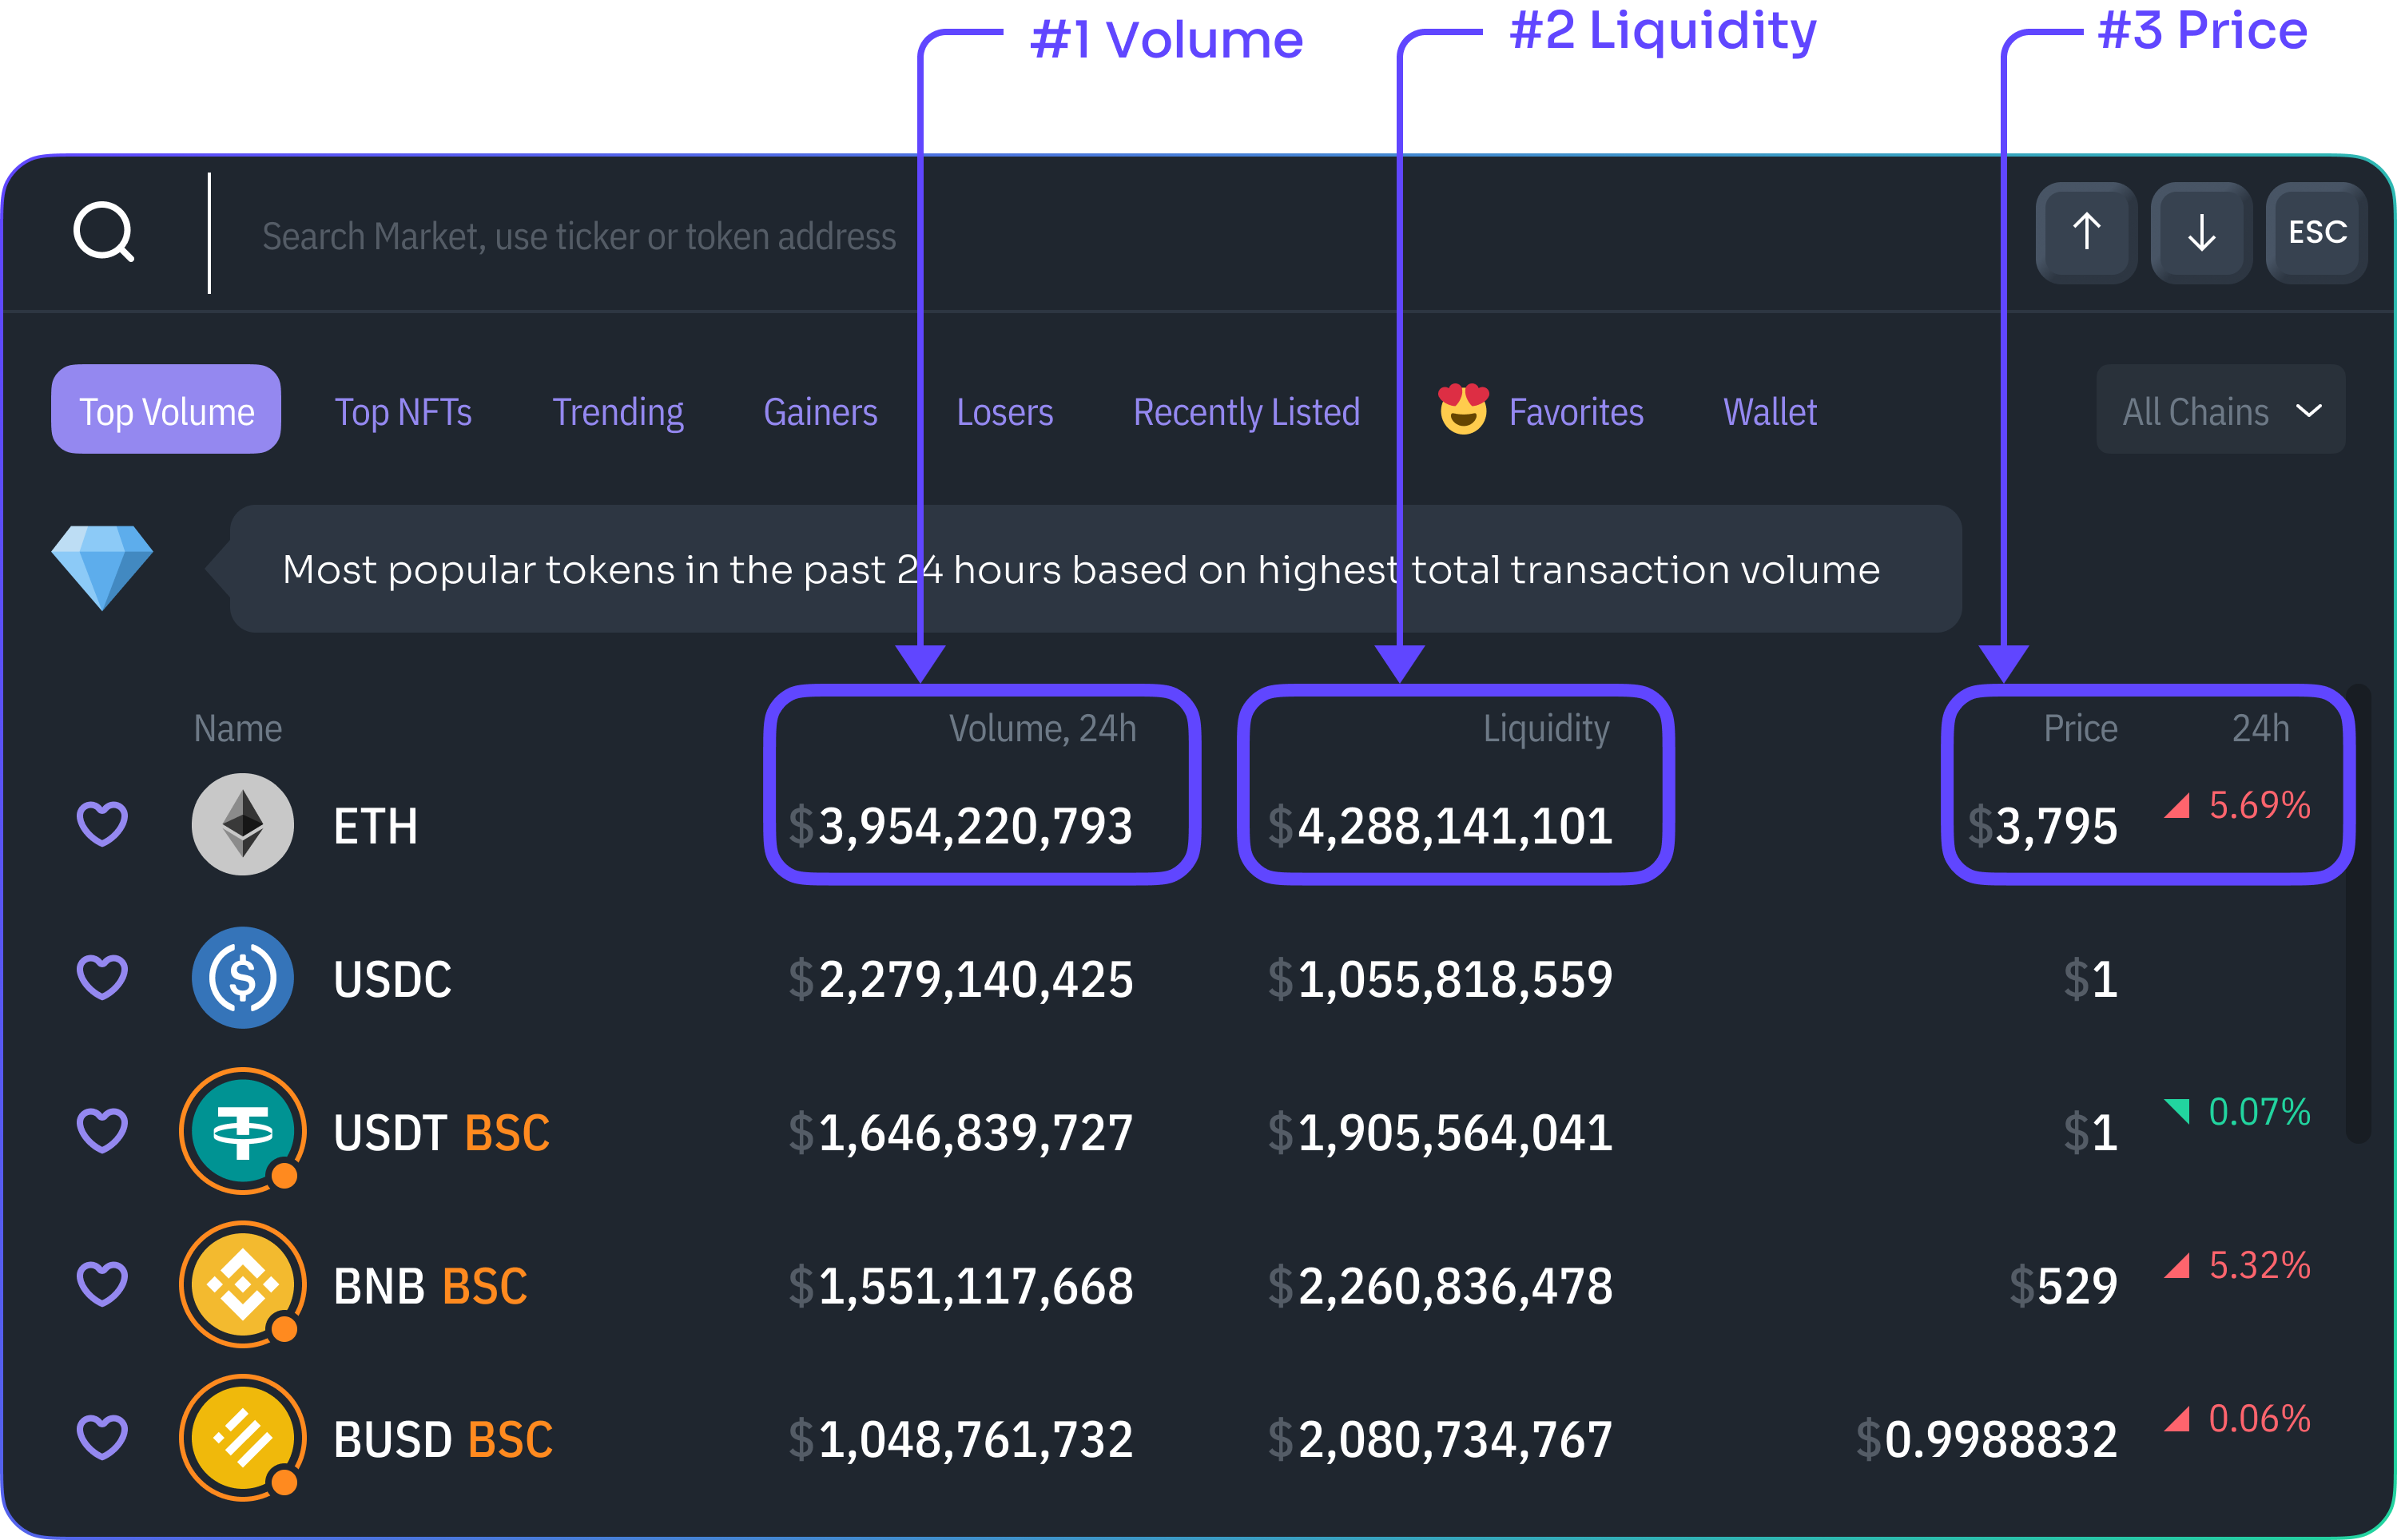 #1 Volume
#2 Liquidity
#3 Price
Search Market, use ticker or token address
ESC
Top Volume Top NFTs Trending Gainers Losers Recently Listed Favorites Wallet All Chains
Most popular tokens in the past 24 hours based on highest total transaction volume
Name Volume, 24h Liquidity Price 24h
ETH $3,954,220,793 $4,288,141,101 $3,795 5.69%
USDC $2,279,140,425 $1,055,818,559 $1
USDT BSC $1,646,839,727 $1,905,564,041 $1 0.07%
BNB BSC $1,551,117,668 $2,260,836,478 $529 5.32%
BUSD BSC $1,048,761,732 $2,080,734,767 $0.9988832 0.06%